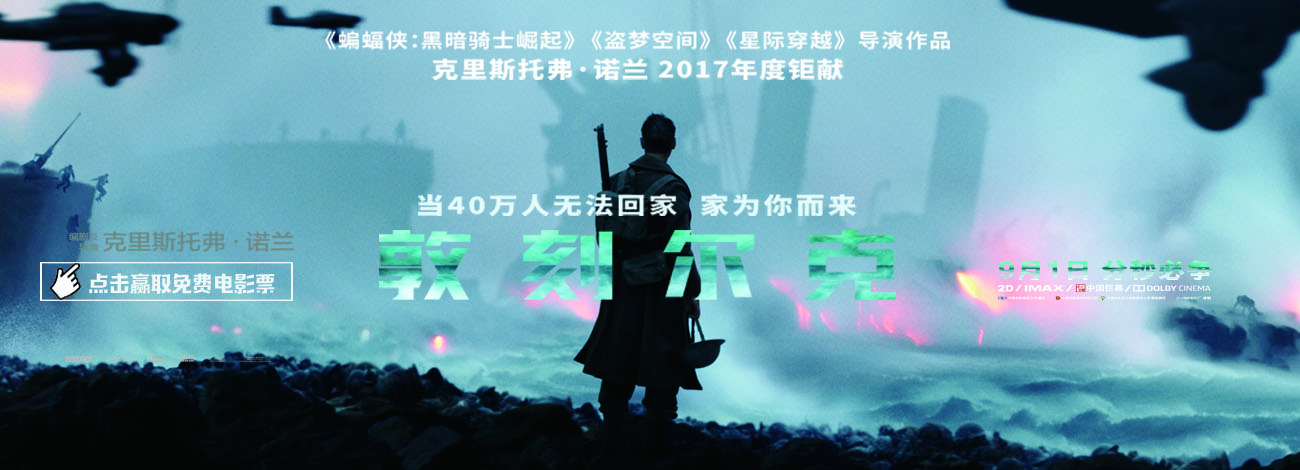 《蝙蝠侠:黑暗骑士崛起》《盗梦空间》《星际穿越》导演作品
克里斯托弗·诺兰 2017年度钜献
当40万人无法回家 家为你而来
敦刻尔克
克里斯托弗·诺兰
点击赢取免费电影票
9月1日 分秒必争
2D/IMAX/中国巨幕/DOLBY CINEMA